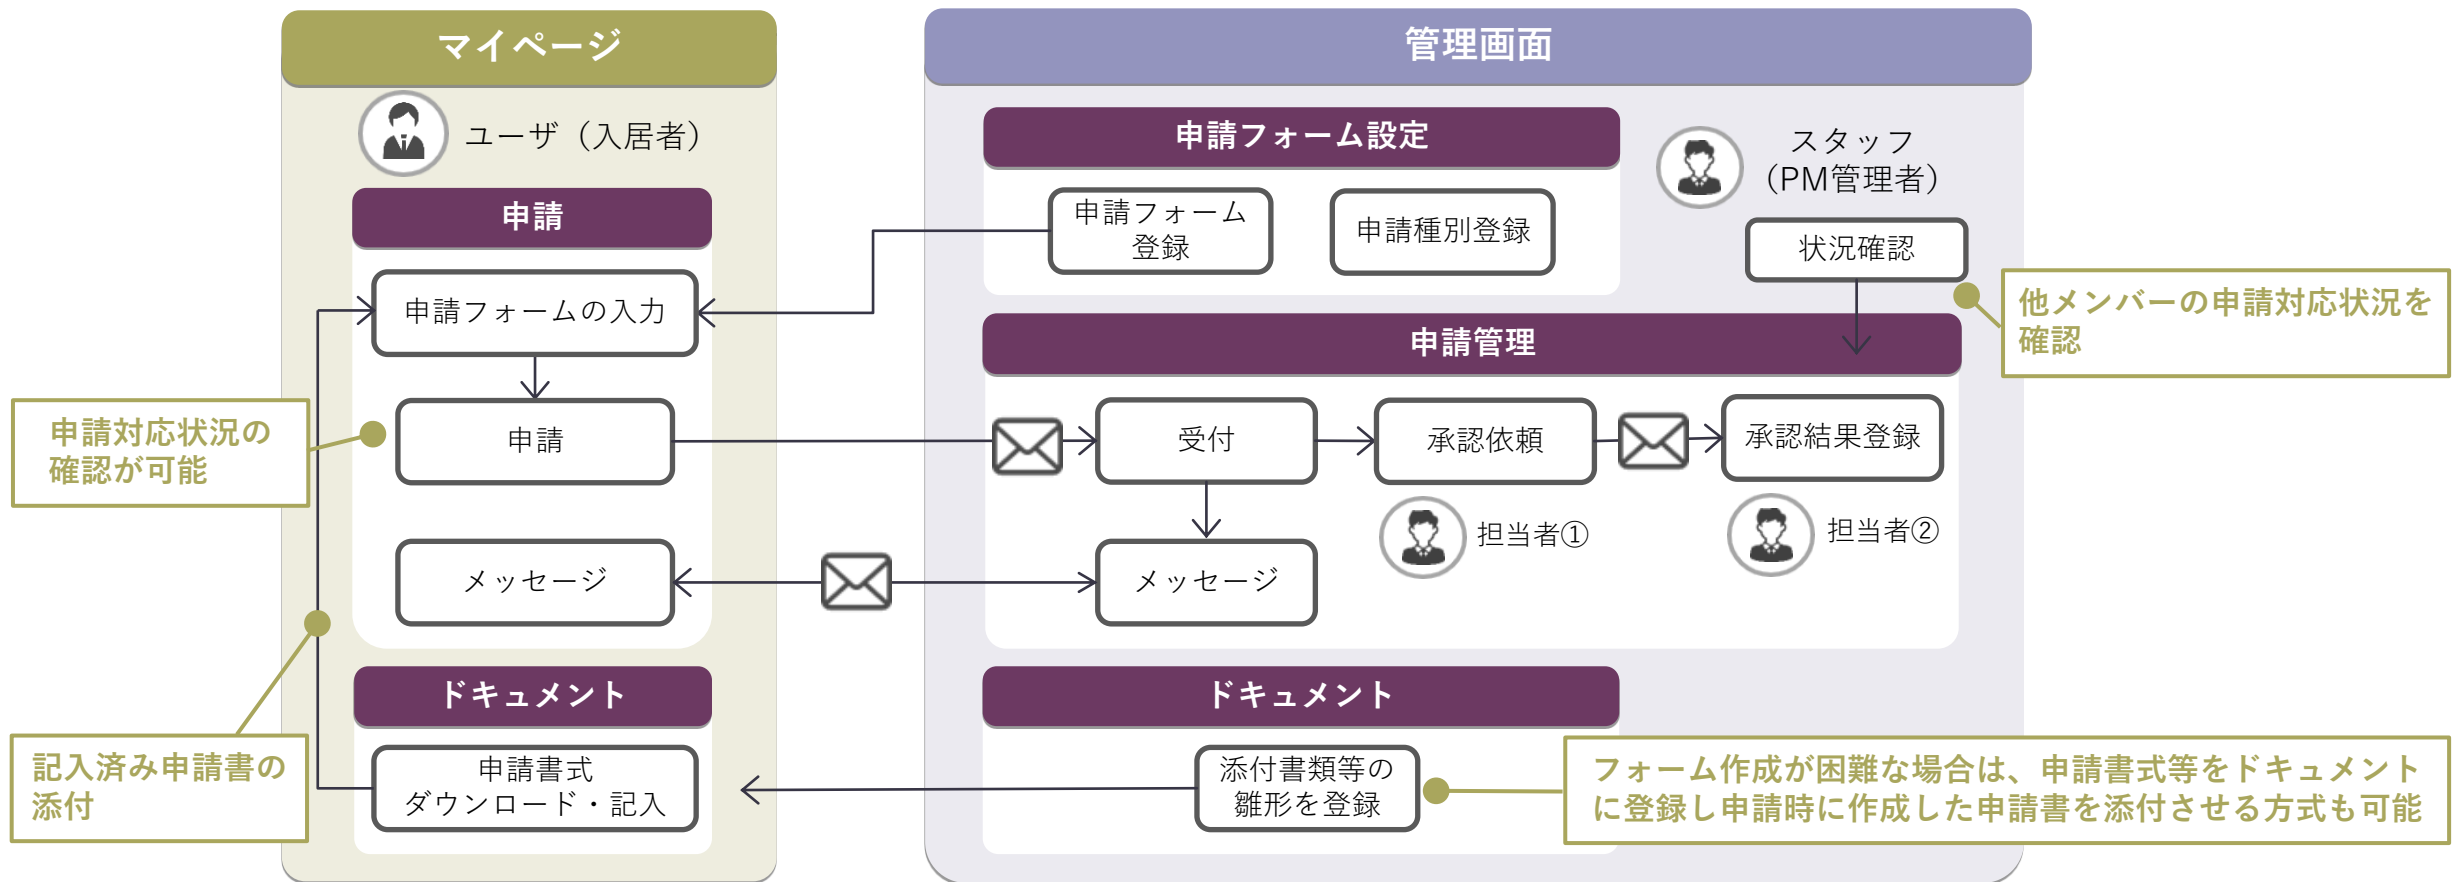 マイページ
ユーザ（入居者）
申請
申請フォームの入力
申請
メッセージ
ドキュメント
申請書式
ダウンロード・記入
申請対応状況の
確認が可能
記入済み申請書の
添付
管理画面
申請フォーム設定
申請フォーム
登録
申請種別登録
スタッフ
（PM管理者）
状況確認
他メンバーの申請対応状況を
確認
申請管理
受付
承認依頼
承認結果登録
担当者①
担当者②
メッセージ
ドキュメント
添付書類等の
雛形を登録
フォーム作成が困難な場合は、申請書式等をドキュメント
に登録し申請時に作成した申請書を添付させる方式も可能